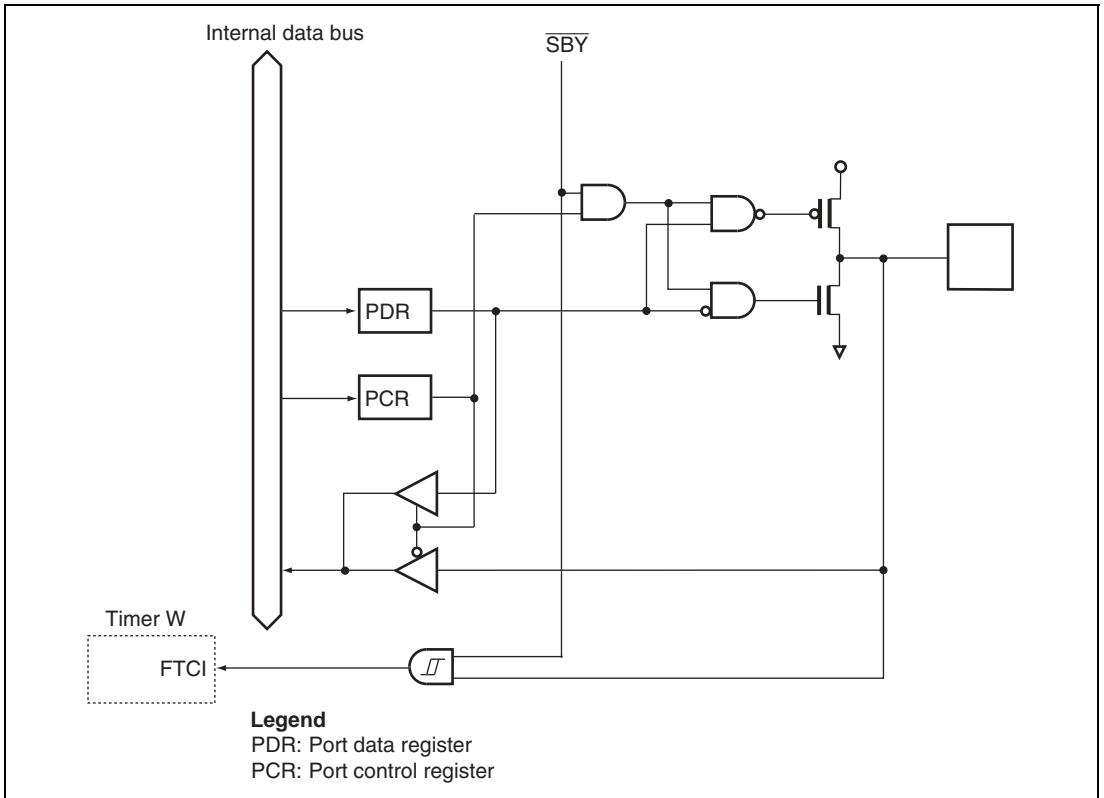 Internal data bus
SBY
PDR
PCR
Timer W
FTCI
Legend
PDR: Port data register
PCR: Port control register